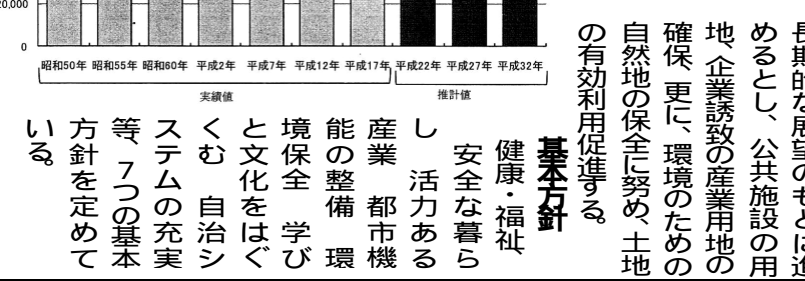 20,000
0
昭和50年 昭和55年 昭和60年 平成2年 平成7年 平成12年 平成17年 平成22年 平成27年 平成32年
実績値
推計値
長期的な展望のもとに進
めるとし、公共施設の用
地、企業誘致の産業用地の
確保、更に、環境のための
自然地の保全に努め、土地
の有効利用促進する。
基本方針
健康・福祉、
安全な暮ら
し 活力ある
産業 都市機
能の整備 環
境保全 学び
と文化をはぐ
くむ 自治シ
ステムの充実
等、7つの基本
方針を定めて
いる。